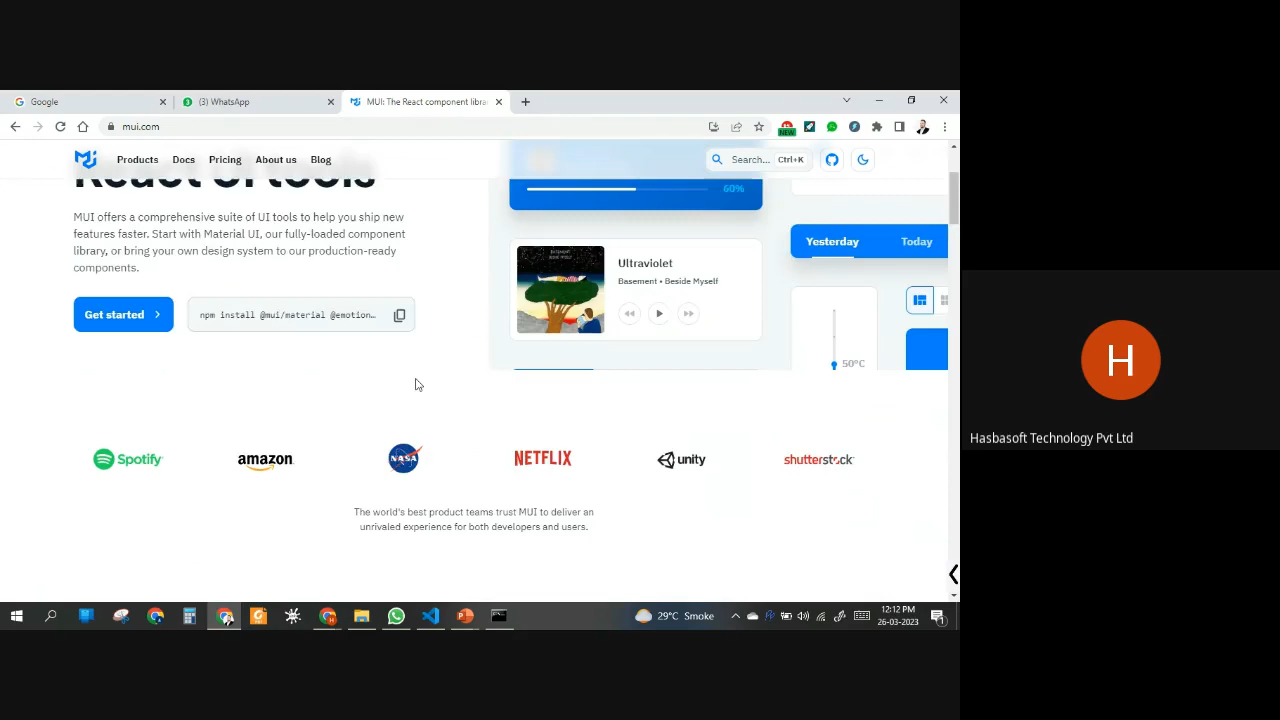 Google
(3) WhatsApp
MUI: The React component libra
mui.com
NEW
Products Docs Pricing About us Blog
Search... Ctrl+K
React UI tools
MUI offers a comprehensive suite of UI tools to help you ship new
features faster. Start with Material UI, our fully-loaded component
library, or bring your own design system to our production-ready
components.
Get started
npm install @mui/material @emotion...
60%
Ultraviolet
Basement • Beside Myself
Yesterday Today
50°C
Spotify
amazon
NASA
NETFLIX
unity
shutterstock
The world's best product teams trust MUI to deliver an
unrivaled experience for both developers and users.
29°C Smoke
12:12 PM
26-03-2023
1
H
Hasbasoft Technology Pvt Ltd